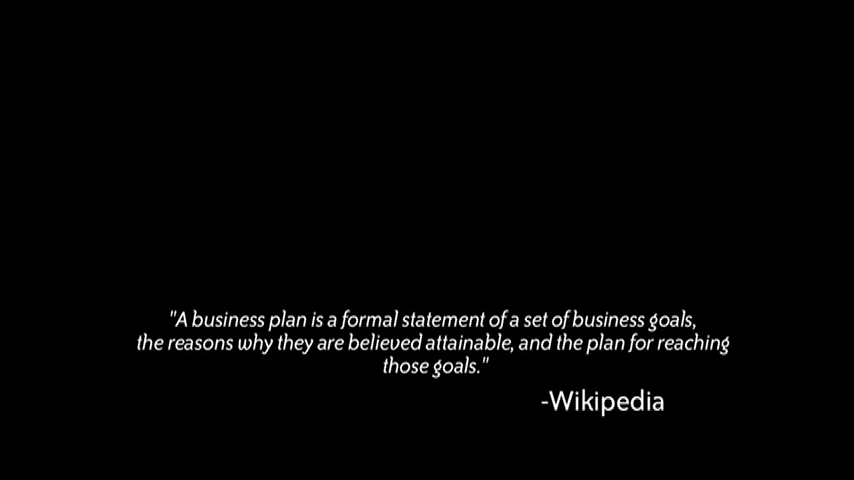 "A business plan is a formal statement of a set of business goals,
the reasons why they are believed attainable, and the plan for reaching
those goals."
-Wikipedia